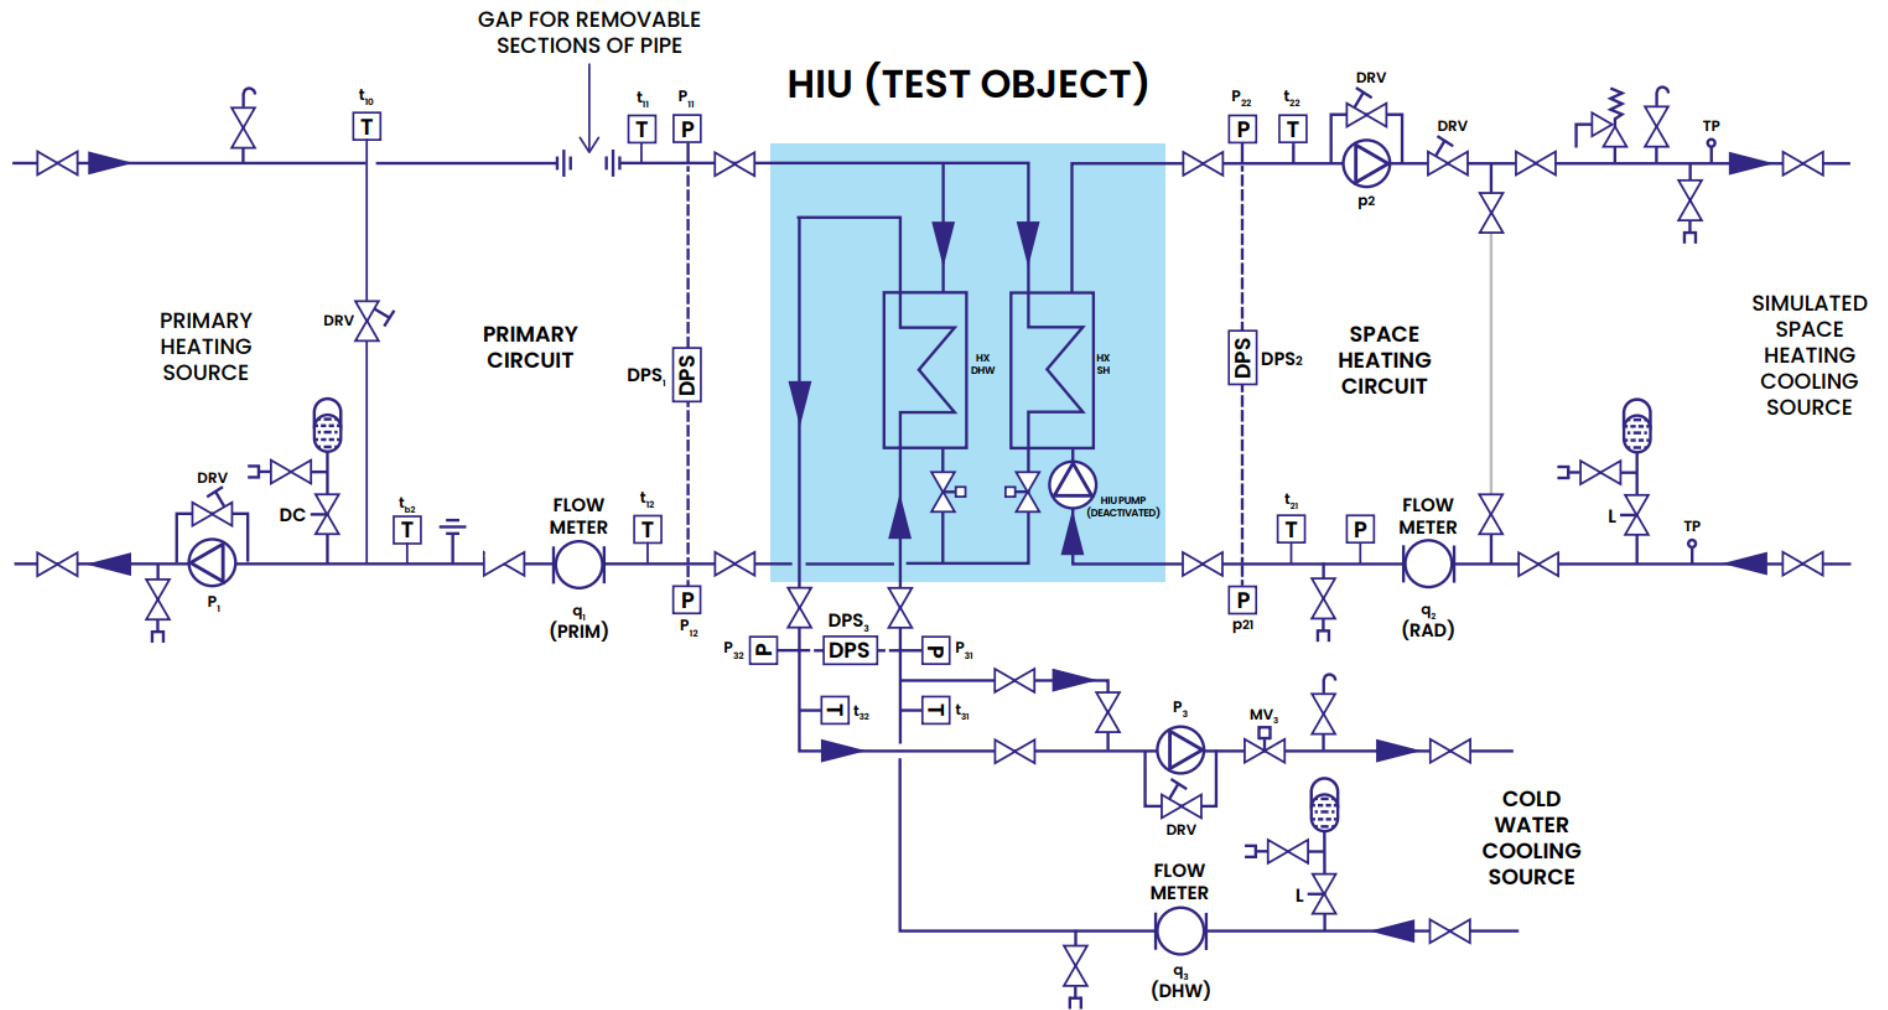 GAP FOR REMOVABLE
SECTIONS OF PIPE
HIU (TEST OBJECT)
t10
T
t11
T
P11
P
P22
P
t22
T
DRV
p2
DRV
TP
PRIMARY
HEATING
SOURCE
DRV
PRIMARY
CIRCUIT
DPS1
DPS
HX
DHW
HX
SH
DPS
DPS2
SPACE
HEATING
CIRCUIT
SIMULATED
SPACE
HEATING
COOLING
SOURCE
DRV
P1
DC
tb2
T
FLOW
METER
q1
(PRIM)
t12
T
P
P12
HIU PUMP
(DEACTIVATED)
t21
T
P
P
p21
FLOW
METER
q2
(RAD)
L
TP
P32
P
DPS3
DPS
P
P31
T
t32
T
t31
P3
DRV
MV3
COLD
WATER
COOLING
SOURCE
L
FLOW
METER
q3
(DHW)